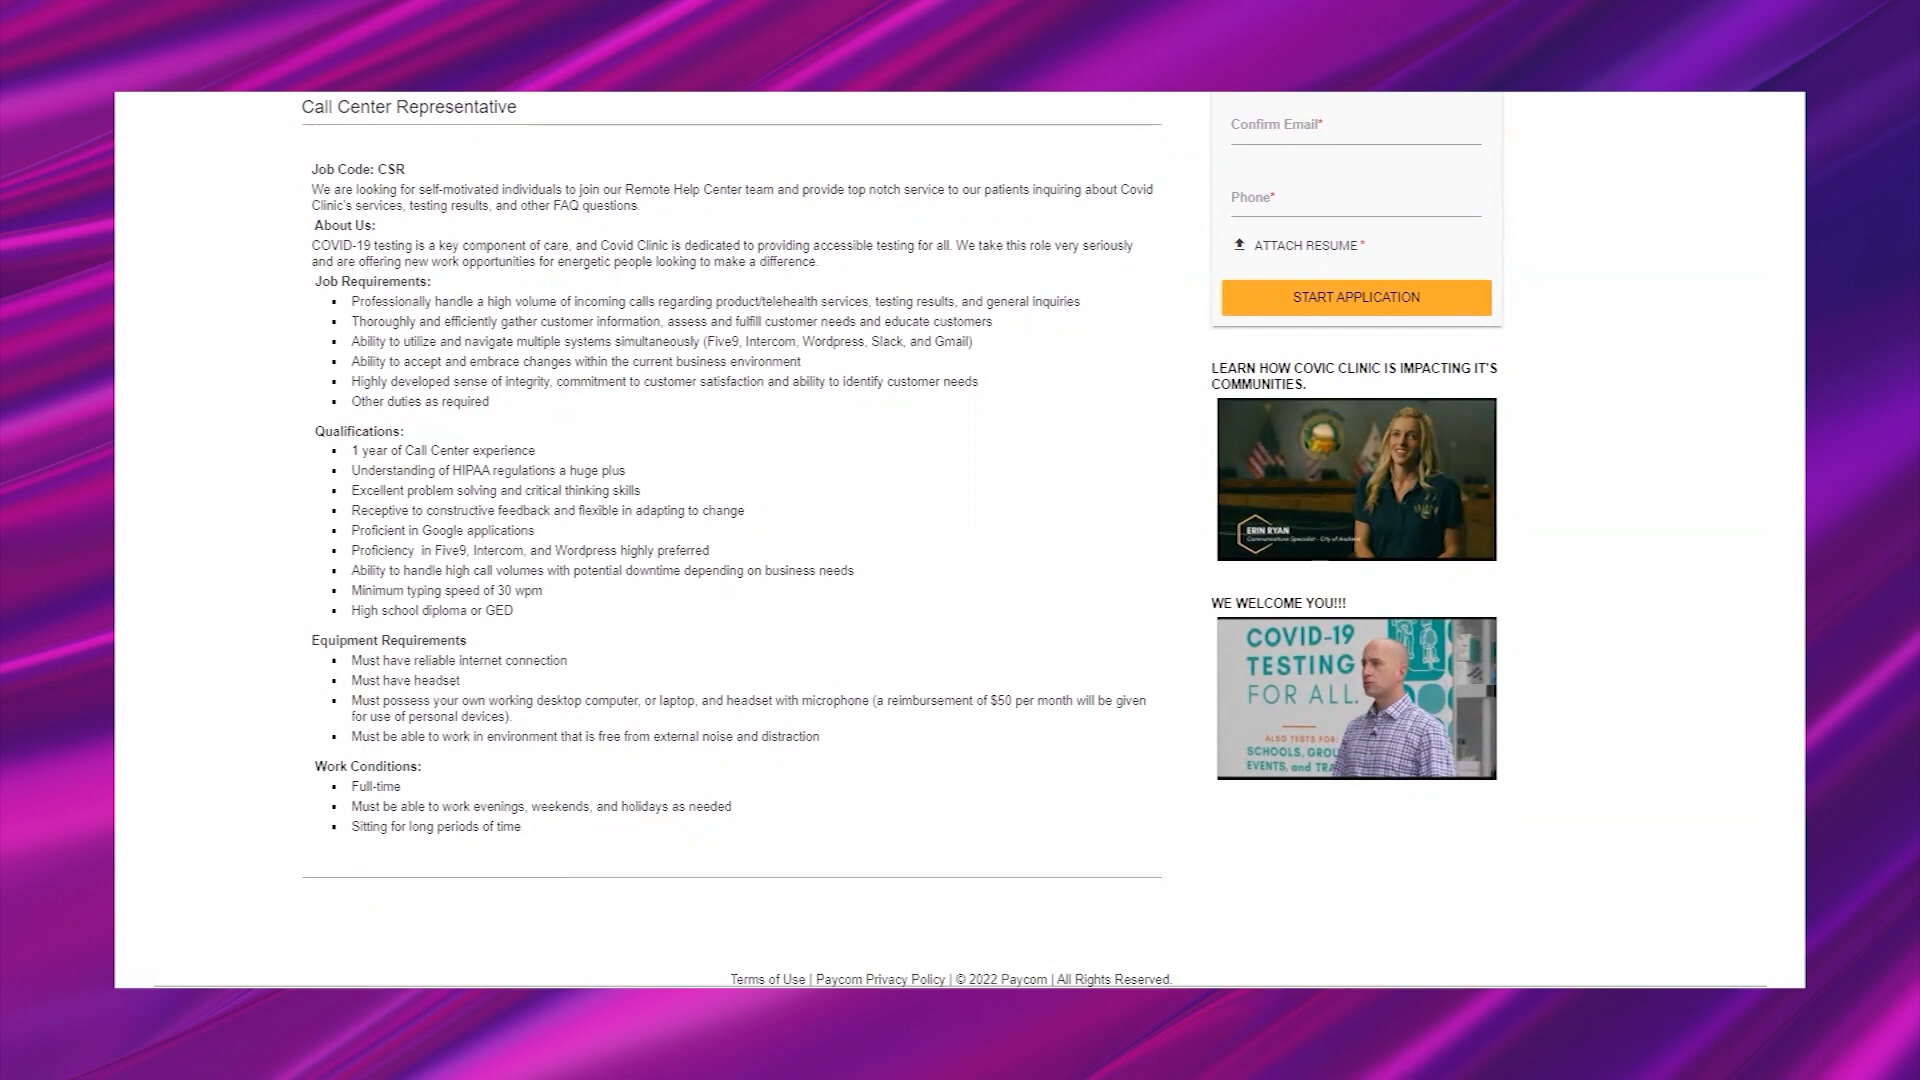 Call Center Representative
Job Code: CSR
We are looking for self-motivated individuals to join our Remote Help Center team and provide top notch service to our patients inquiring about Covid
Clinic's services, testing results, and other FAQ questions.
About Us:
COVID-19 testing is a key component of care, and Covid Clinic is dedicated to providing accessible testing for all. We take this role very seriously
and are offering new work opportunities for energetic people looking to make a difference.
Job Requirements:
Professionally handle a high volume of incoming calls regarding product/telehealth services, testing results, and general inquiries
Thoroughly and efficiently gather customer information, assess and fulfill customer needs and educate customers
Ability to utilize and navigate multiple systems simultaneously (Five9, Intercom, Wordpress, Slack, and Gmail)
Ability to accept and embrace changes within the current business environment
Highly developed sense of integrity, commitment to customer satisfaction and ability to identify customer needs
Other duties as required
Qualifications:
1 year of Call Center experience
Understanding of HIPAA regulations a huge plus
Excellent problem solving and critical thinking skills
Receptive to constructive feedback and flexible in adapting to change
Proficient in Google applications
Proficiency in Five9, Intercom, and Wordpress highly preferred
Ability to handle high call volumes with potential downtime depending on business needs
Minimum typing speed of 30 wpm
High school diploma or GED
Equipment Requirements
Must have reliable internet connection
Must have headset
Must possess your own working desktop computer, or laptop, and headset with microphone (a reimbursement of $50 per month will be given
for use of personal devices).
Must be able to work in environment that is free from external noise and distraction
Work Conditions:
Full-time
Must be able to work evenings, weekends, and holidays as needed
Sitting for long periods of time
Confirm Email*
Phone*
ATTACH RESUME *
START APPLICATION
LEARN HOW COVIC CLINIC IS IMPACTING IT'S
COMMUNITIES.
ERIN RYAN
Communications Specialist - City of Anaheim
WE WELCOME YOU!!!
COVID-19
TESTING
FOR ALL.
ALSO TESTS FOR:
SCHOOLS, GROU
EVENTS, and TRA
Terms of Use | Paycom Privacy Policy | © 2022 Paycom | All Rights Reserved.